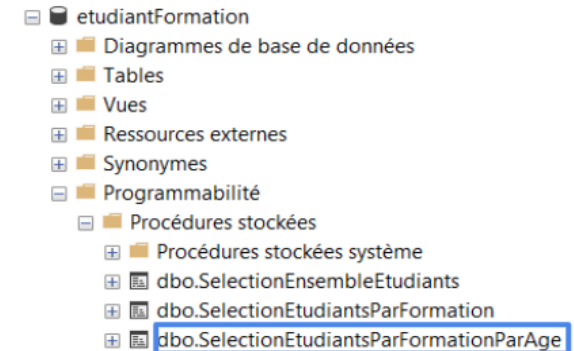 etudiantFormation
Diagrammes de base de données
Tables
Vues
Ressources externes
Synonymes
Programmabilité
Procédures stockées
Procédures stockées système
dbo.SelectionEnsembleEtudiants
dbo.SelectionEtudiantsParFormation
dbo.SelectionEtudiantsParFormationParAge